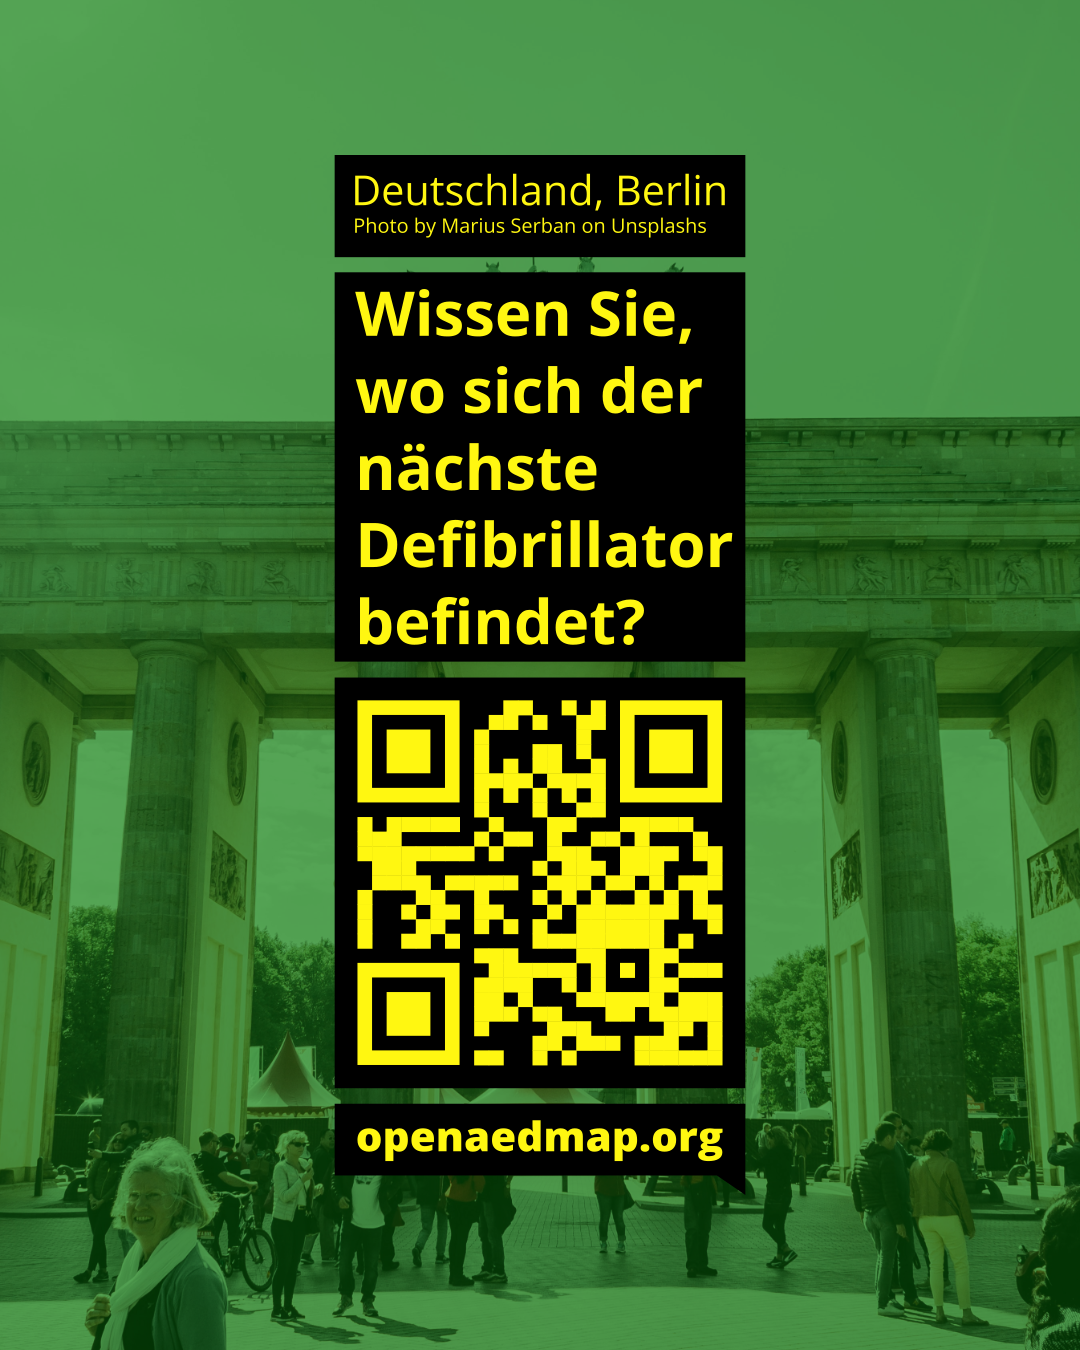 Deutschland, Berlin
Photo by Marius Serban on Unsplashs
Wissen Sie,
wo sich der
nächste
Defibrillator
befindet?
openaedmap.org